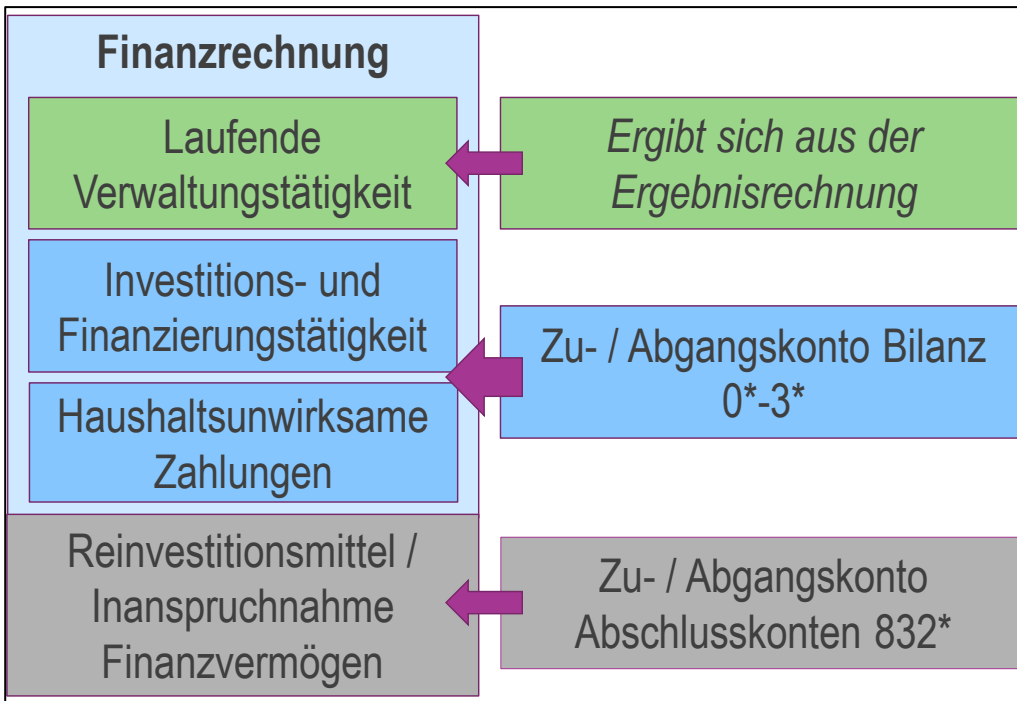 Finanzrechnung
Laufende
Verwaltungstätigkeit
Ergibt sich aus der
Ergebnisrechnung
Investitions- und
Finanzierungstätigkeit
Haushaltsunwirksame
Zahlungen
Zu- / Abgangskonto Bilanz
0*-3*
Reinvestitionsmittel /
Inanspruchnahme
Finanzvermögen
Zu- / Abgangskonto
Abschlusskonten 832*